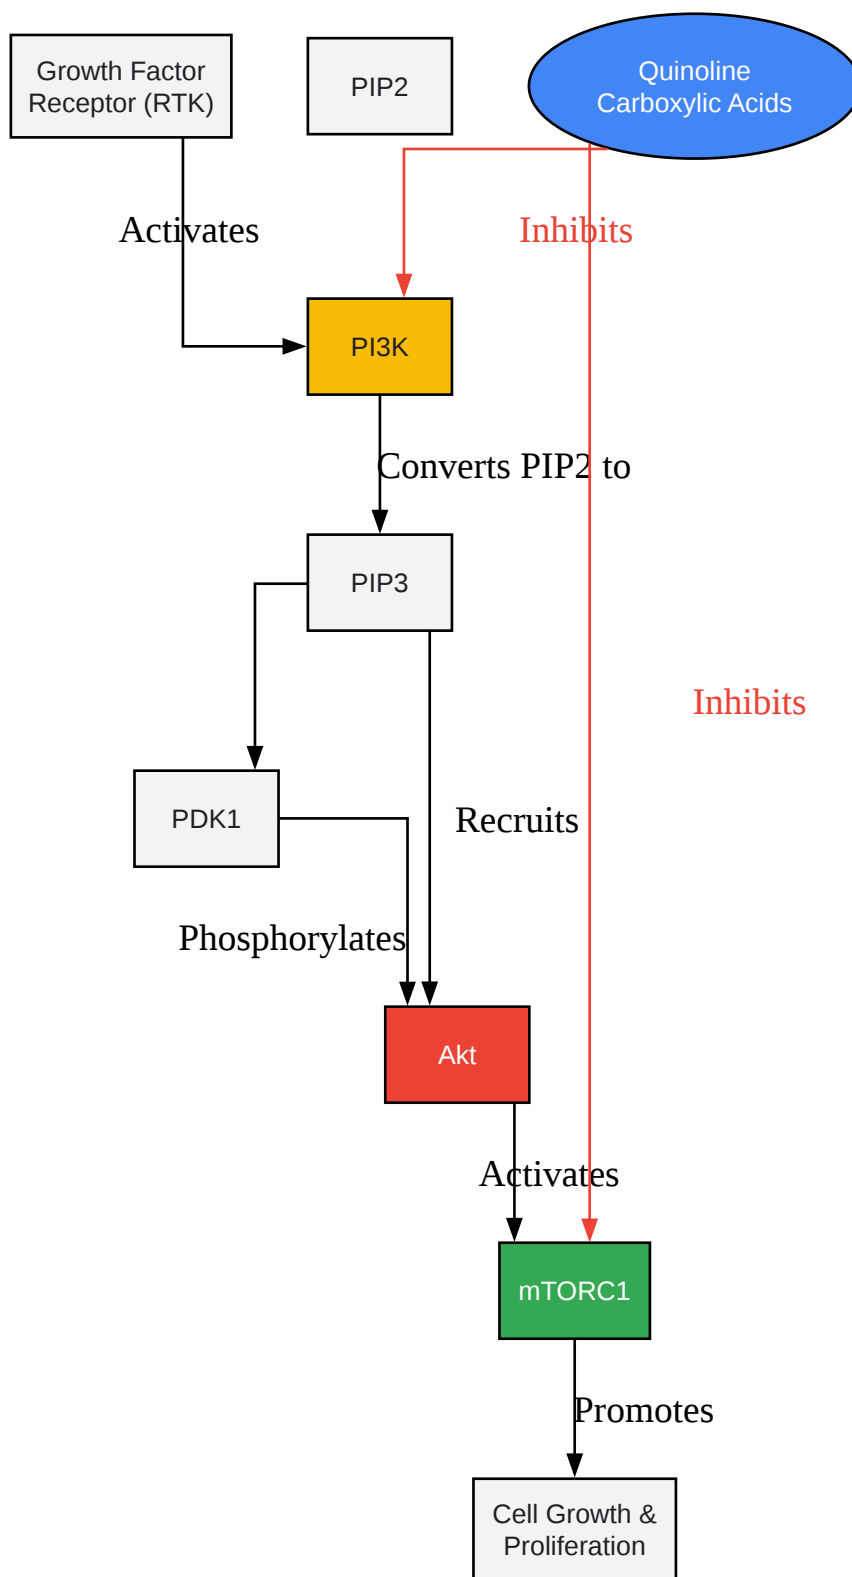 Growth Factor
Receptor (RTK)
PIP2
Quinoline
Carboxylic Acids
Activates
Inhibits
PI3K
Converts PIP2 to
PIP3
Inhibits
PDK1
Recruits
Phosphorylates
Akt
Activates
mTORC1
Promotes
Cell Growth &
Proliferation